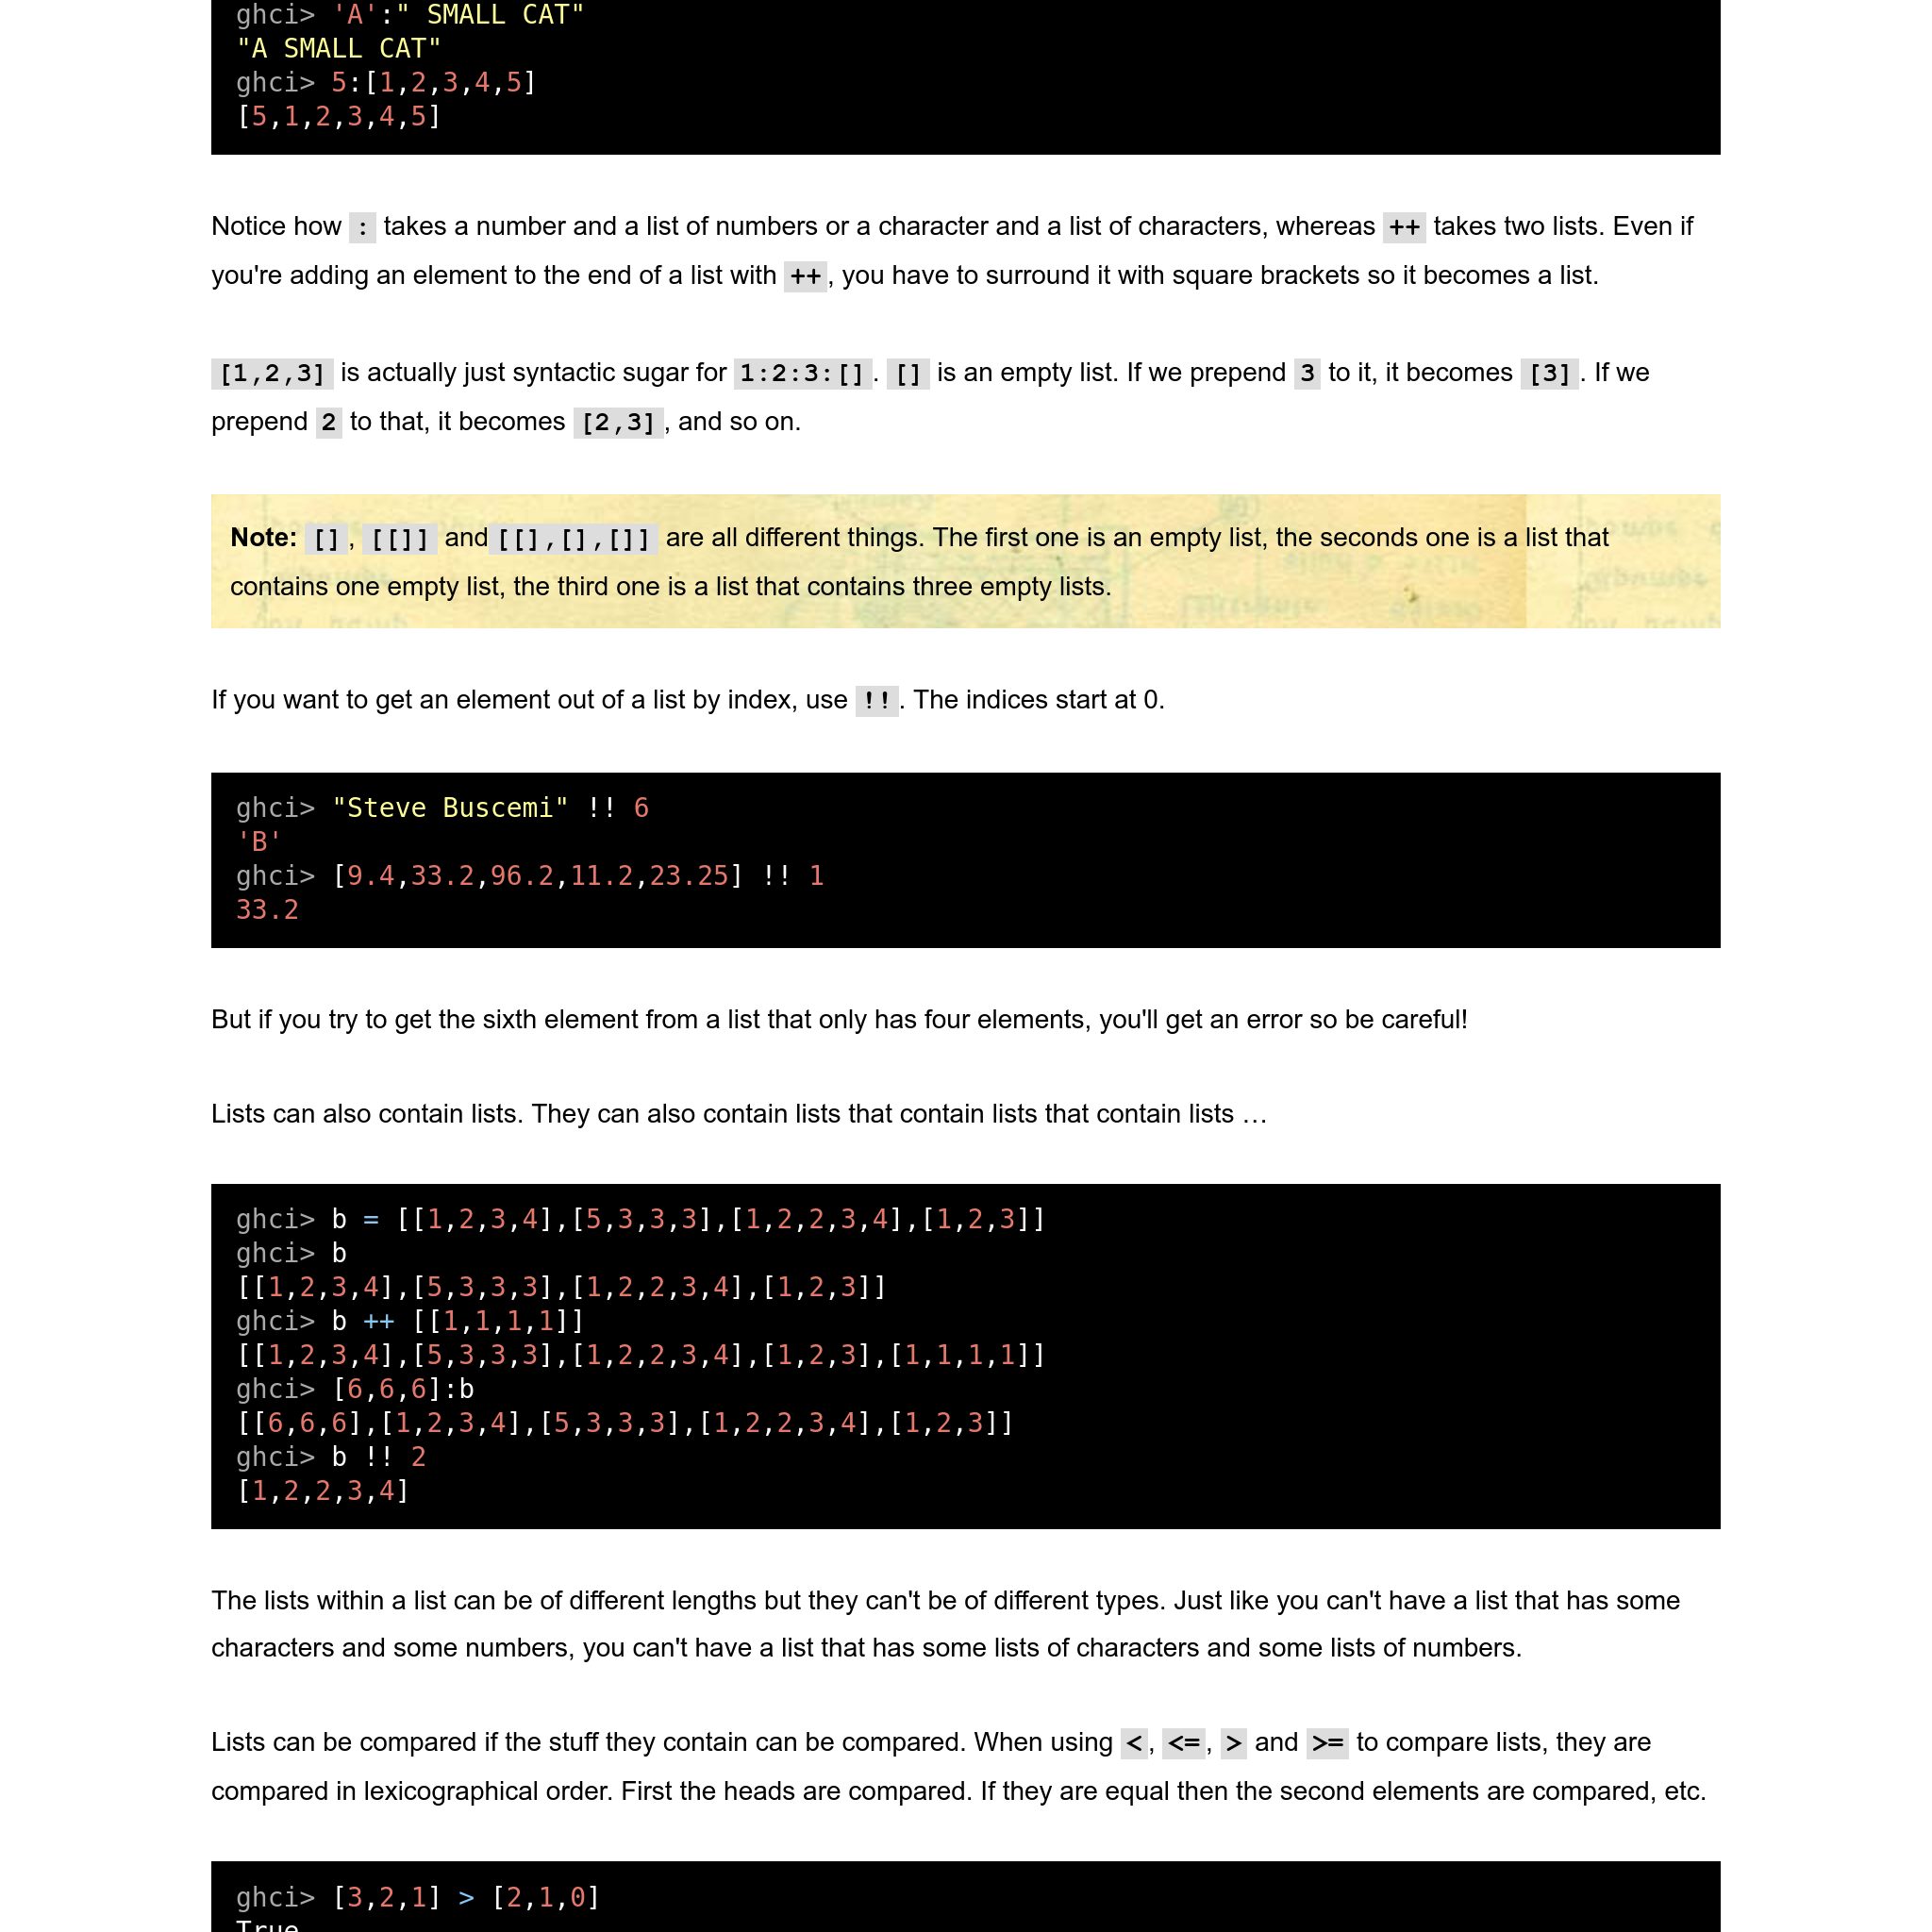 ghci> 'A':" SMALL CAT"
"A SMALL CAT"
ghci> 5:[1,2,3,4,5]
[5,1,2,3,4,5]
Notice how : takes a number and a list of numbers or a character and a list of characters, whereas ++ takes two lists. Even if
you're adding an element to the end of a list with ++, you have to surround it with square brackets so it becomes a list.
[1,2,3] is actually just syntactic sugar for 1:2:3:[]. [] is an empty list. If we prepend 3 to it, it becomes [3]. If we
prepend 2 to that, it becomes [2,3], and so on.
Note: [], [[]] and [[],[],[]] are all different things. The first one is an empty list, the seconds one is a list that
contains one empty list, the third one is a list that contains three empty lists.
If you want to get an element out of a list by index, use !!. The indices start at 0.
ghci> "Steve Buscemi" !! 6
'B'
ghci> [9.4,33.2,96.2,11.2,23.25] !! 1
33.2
But if you try to get the sixth element from a list that only has four elements, you'll get an error so be careful!
Lists can also contain lists. They can also contain lists that contain lists that contain lists …
ghci> b = [[1,2,3,4],[5,3,3,3],[1,2,2,3,4],[1,2,3]]
ghci> b
[[1,2,3,4],[5,3,3,3],[1,2,2,3,4],[1,2,3]]
ghci> b ++ [[1,1,1,1]]
[[1,2,3,4],[5,3,3,3],[1,2,2,3,4],[1,2,3],[1,1,1,1]]
ghci> [6,6,6]:b
[[6,6,6],[1,2,3,4],[5,3,3,3],[1,2,2,3,4],[1,2,3]]
ghci> b !! 2
[1,2,2,3,4]
The lists within a list can be of different lengths but they can't be of different types. Just like you can't have a list that has some
characters and some numbers, you can't have a list that has some lists of characters and some lists of numbers.
Lists can be compared if the stuff they contain can be compared. When using <, <=, > and >= to compare lists, they are
compared in lexicographical order. First the heads are compared. If they are equal then the second elements are compared, etc.
ghci> [3,2,1] > [2,1,0]
True